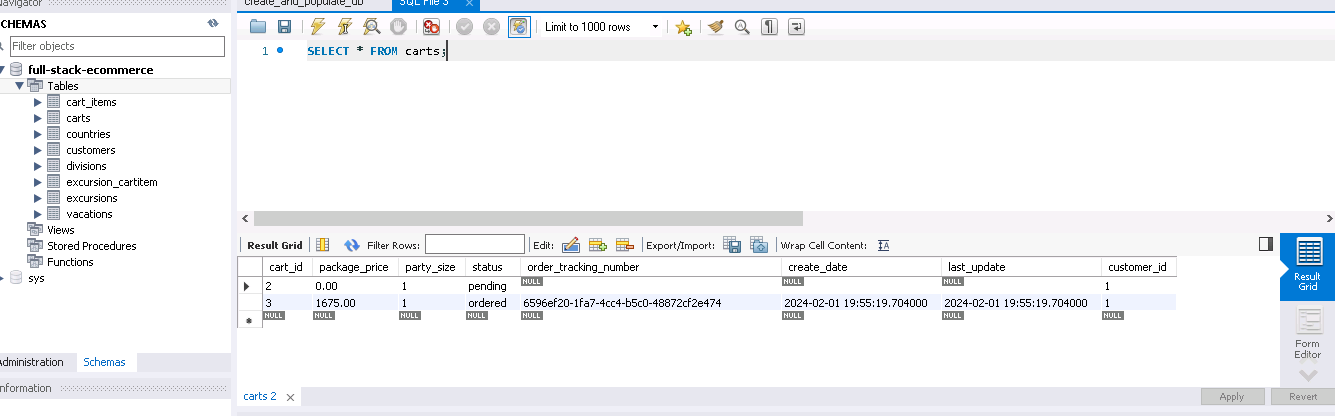 Navigator
create_and_populate_db
SQL File 3
SCHEMAS
Filter objects
full-stack-ecommerce
Tables
cart_items
carts
countries
customers
divisions
excursion_cartitem
excursions
vacations
Views
Stored Procedures
Functions
sys
Administration Schemas
Information
Limit to 1000 rows
1 SELECT * FROM carts;
Result Grid Filter Rows: Edit: Export/Import: Wrap Cell Content: IA
cart_id package_price party_size status order_tracking_number create_date last_update customer_id
2 0.00 1 pending NULL NULL NULL 1
3 1675.00 1 ordered 6596ef20-1fa7-4cc4-b5c0-48872cf2e474 2024-02-01 19:55:19.704000 2024-02-01 19:55:19.704000 1
NULL NULL NULL NULL NULL NULL NULL NULL
Result
Grid
Form
Editor
carts 2
Apply Revert